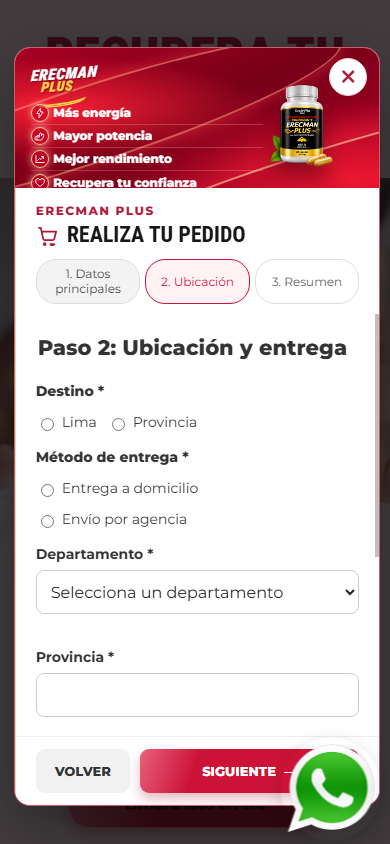 RECUPERA TU
ERECMAN
PLUS
Más energía
Mayor potencia
Mejor rendimiento
Recupera tu confianza
ERECMAN
PLUS
ERECMAN PLUS
REALIZA TU PEDIDO
1. Datos
principales
2. Ubicación
3. Resumen
Paso 2: Ubicación y entrega
Destino *
Lima
Provincia
Método de entrega *
Entrega a domicilio
Envío por agencia
Departamento *
Selecciona un departamento
Provincia *
VOLVER
SIGUIENTE